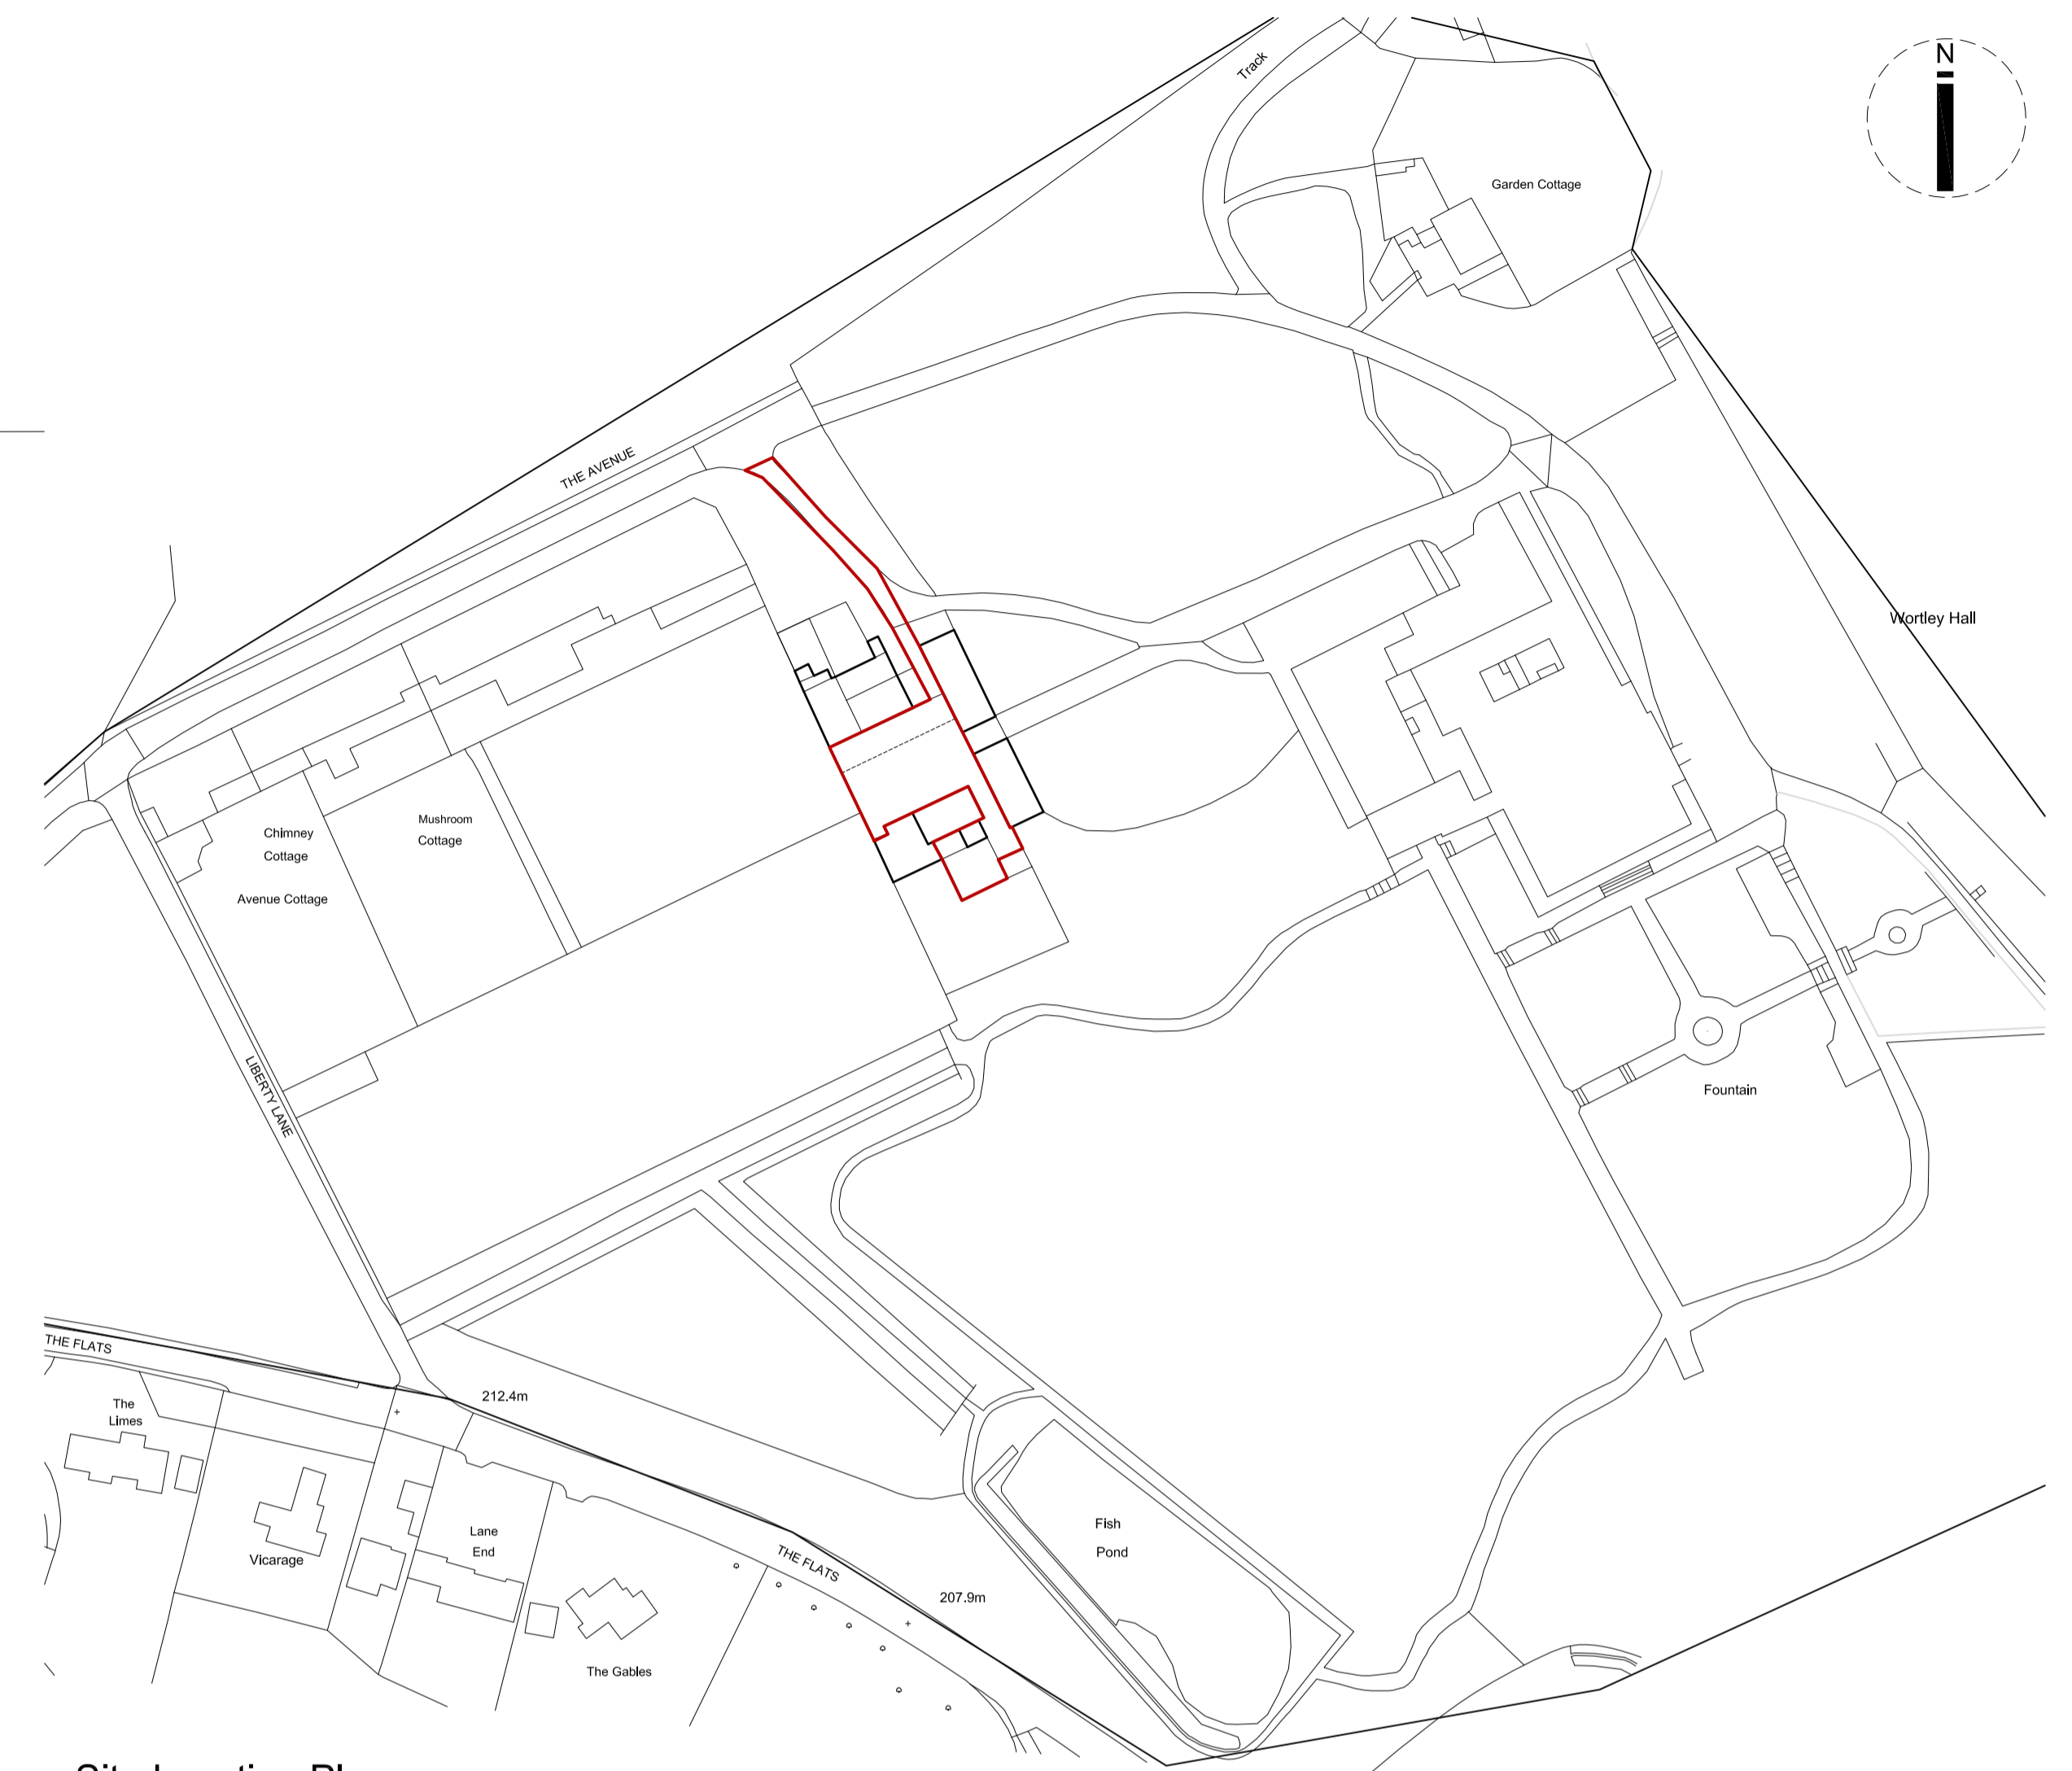 N
Track
Garden Cottage
THE AVENUE
Wortley Hall
Chimney
Cottage
Mushroom
Cottage
Avenue Cottage
LIBERTY LANE
Fountain
THE FLATS
212.4m
The
Limes
Vicarage
Lane
End
Fish
Pond
THE FLATS
207.9m
The Gables